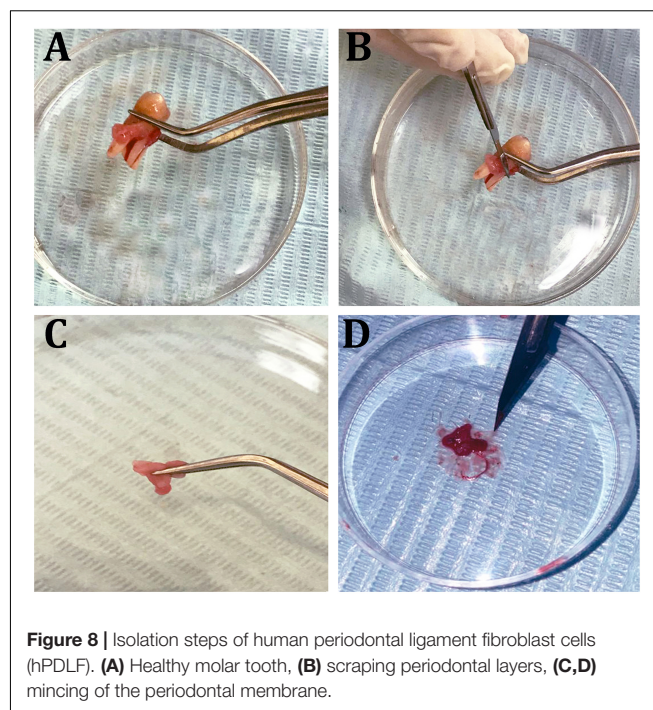 A
B
C
D
Figure 8 | Isolation steps of human periodontal ligament fibroblast cells
(hPDLF). (A) Healthy molar tooth, (B) scraping periodontal layers, (C,D)
mincing of the periodontal membrane.